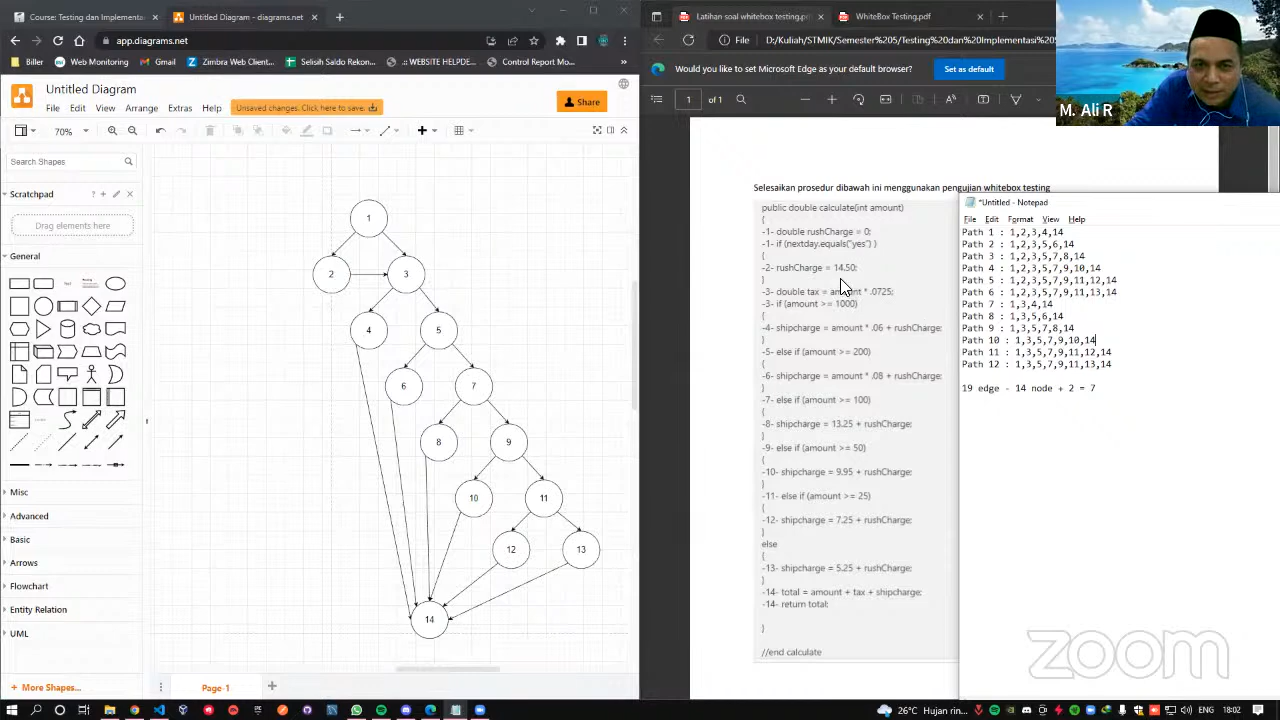 Course: Testing dan Implementa
Untitled Diagram - diagrams.net
app.diagrams.net
Biller
Web Monitoring
Gmail
Zimbra Web Client...
Selisih Saldo Repor...
:: WEBSITE HEBDE...
Control Report Mo...
Untitled Diagram
File Edit View Arrange Extras Help
Unsaved changes. Click here to save.
Share
70%
Search Shapes
Scratchpad
Drag elements here
General
Misc
Advanced
Basic
Arrows
Flowchart
Entity Relation
UML
+ More Shapes...
Page-1
1
2
3
4
5
6
7
8
9
10
11
12
13
14
Latihan soal whitebox testing.pdf
WhiteBox Testing.pdf
File
D:/Kuliah/STMIK/Semester%205/Testing%20dan%20Implementasi%20S
Would you like to set Microsoft Edge as your default browser?
Set as default
1 of 1
M. Ali R
Selesaikan prosedur dibawah ini menggunakan pengujian whitebox testing
public double calculate(int amount)
{
-1- double rushCharge = 0;
-1- if (nextday.equals("yes") )
{
-2- rushCharge = 14.50;
}
-3- double tax = amount * .0725;
-3- if (amount >= 1000)
{
-4- shipcharge = amount * .06 + rushCharge;
}
-5- else if (amount >= 200)
{
-6- shipcharge = amount * .08 + rushCharge;
}
-7- else if (amount >= 100)
{
-8- shipcharge = 13.25 + rushCharge;
}
-9- else if (amount >= 50)
{
-10- shipcharge = 9.95 + rushCharge;
}
-11- else if (amount >= 25)
{
-12- shipcharge = 7.25 + rushCharge;
}
else
{
-13- shipcharge = 5.25 + rushCharge;
}
-14- total = amount + tax + shipcharge;
-14- return total;
}
//end calculate
*Untitled - Notepad
File Edit Format View Help
Path 1 : 1,2,3,4,14
Path 2 : 1,2,3,5,6,14
Path 3 : 1,2,3,5,7,8,14
Path 4 : 1,2,3,5,7,9,10,14
Path 5 : 1,2,3,5,7,9,11,12,14
Path 6 : 1,2,3,5,7,9,11,13,14
Path 7 : 1,3,4,14
Path 8 : 1,3,5,6,14
Path 9 : 1,3,5,7,8,14
Path 10 : 1,3,5,7,9,10,14
Path 11 : 1,3,5,7,9,11,12,14
Path 12 : 1,3,5,7,9,11,13,14
19 edge - 14 node + 2 = 7
zoom
26°C Hujan rin...
ENG
18:02